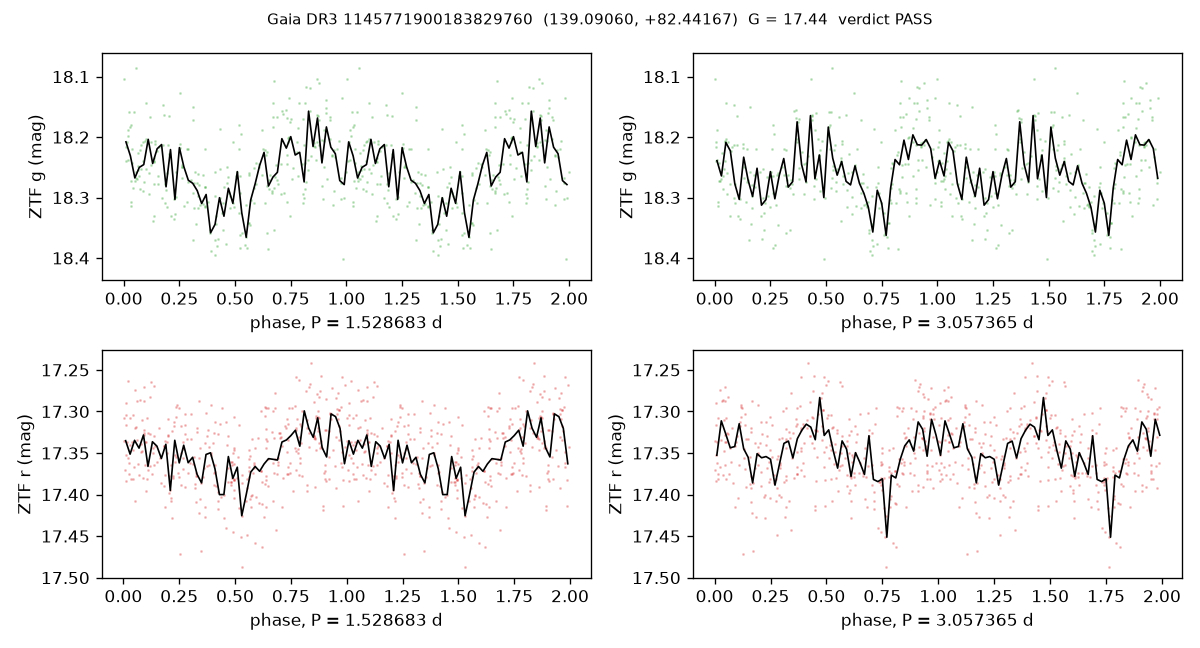 Gaia DR3 1145771900183829760 (139.09060, +82.44167) G = 17.44 verdict PASS
ZTF g (mag)
18.1
18.2
18.3
18.4
0.00 0.25 0.50 0.75 1.00 1.25 1.50 1.75 2.00
phase, P = 1.528683 d
ZTF g (mag)
18.1
18.2
18.3
18.4
0.00 0.25 0.50 0.75 1.00 1.25 1.50 1.75 2.00
phase, P = 3.057365 d
ZTF r (mag)
17.25
17.30
17.35
17.40
17.45
17.50
0.00 0.25 0.50 0.75 1.00 1.25 1.50 1.75 2.00
phase, P = 1.528683 d
ZTF r (mag)
17.25
17.30
17.35
17.40
17.45
17.50
0.00 0.25 0.50 0.75 1.00 1.25 1.50 1.75 2.00
phase, P = 3.057365 d